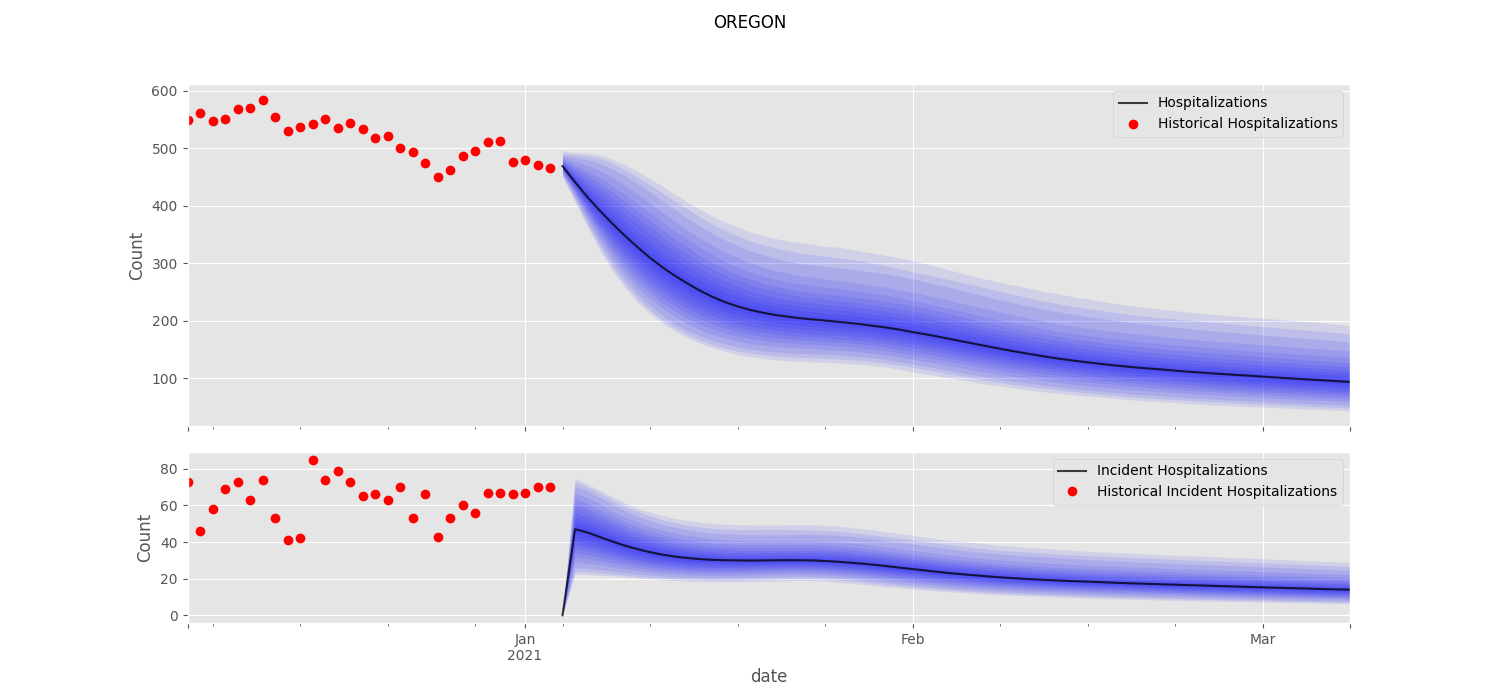 OREGON
600
500
400
300
200
100
Count
Hospitalizations
Historical Hospitalizations
80
60
40
20
0
Count
Incident Hospitalizations
Historical Incident Hospitalizations
Jan
2021
Feb
Mar
date